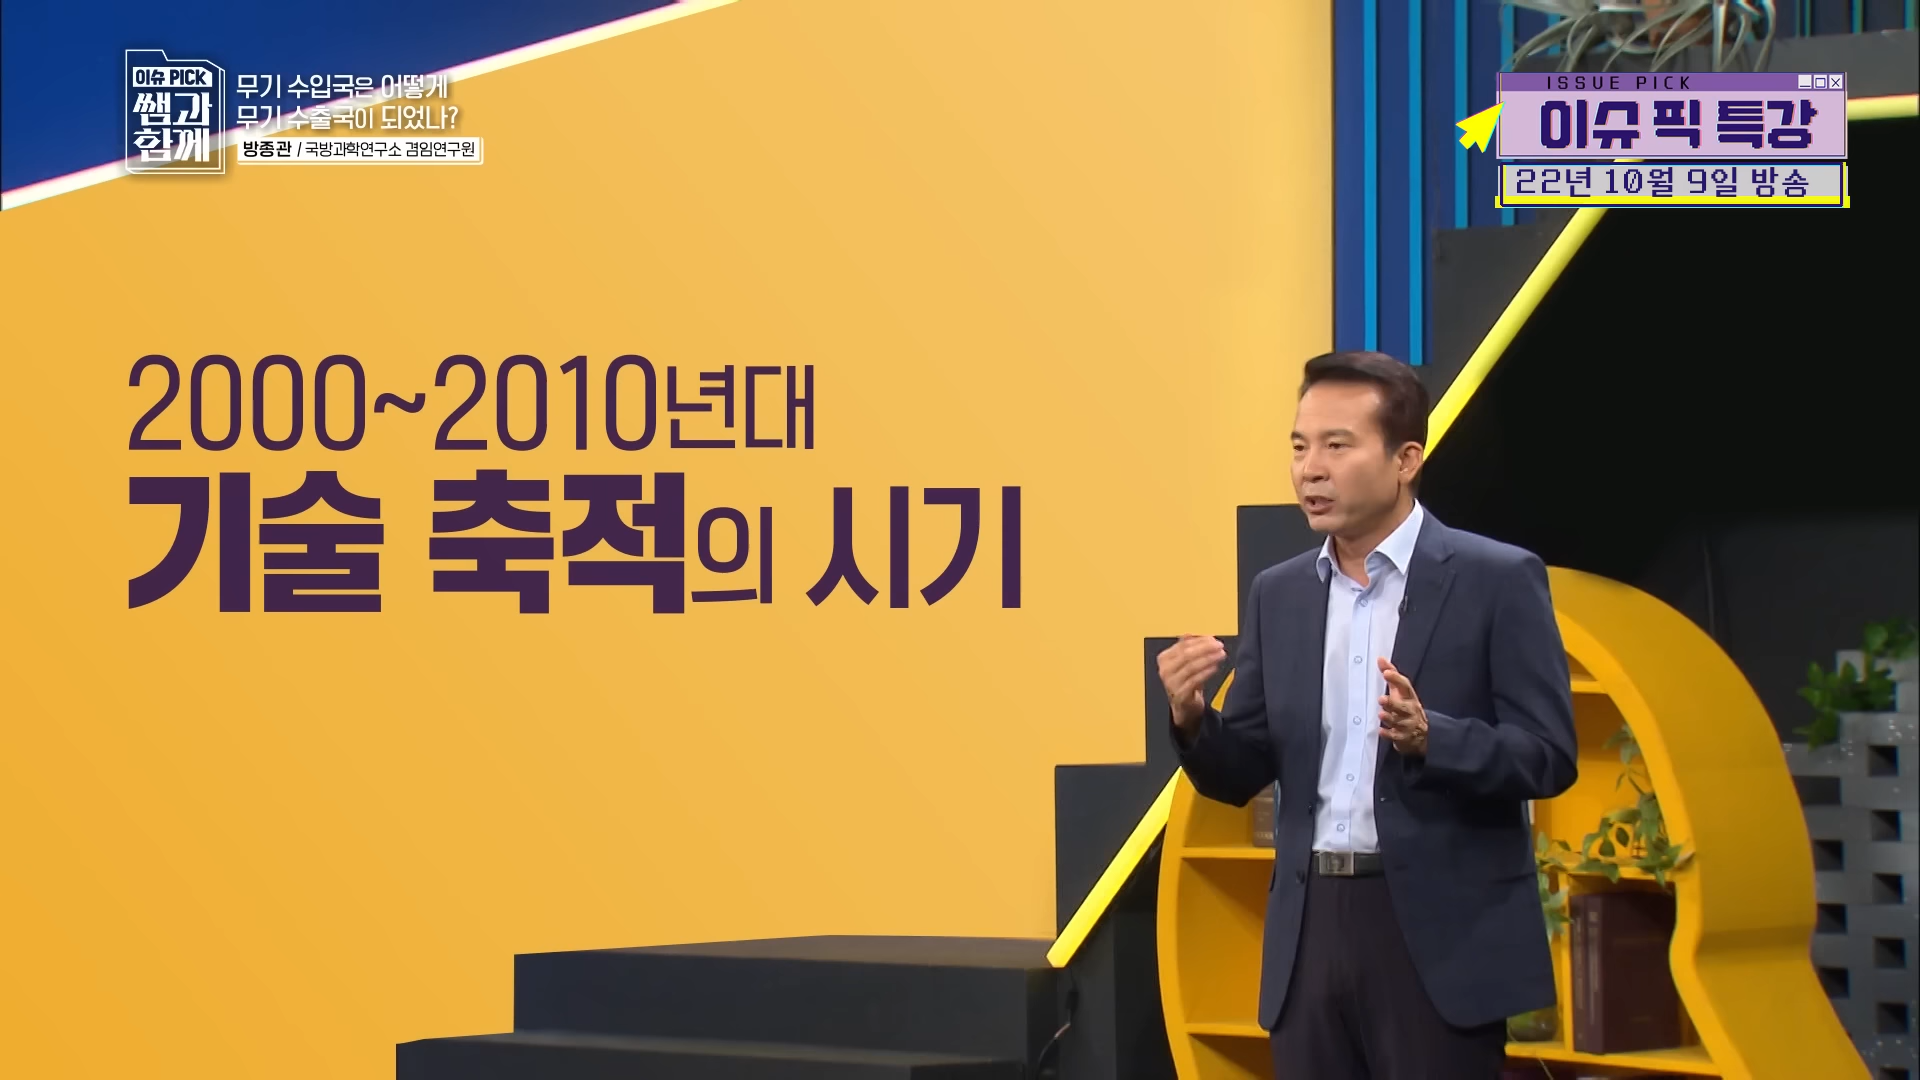 이슈 PICK
쌤과
함께
무기 수입국은 어떻게
무기 수출국이 되었나?
방종관 / 국방과학연구소 겸임연구원
ISSUE PICK
이슈 픽 특강
22년 10월 9일 방송
2000~2010년대
기술 축적의 시기